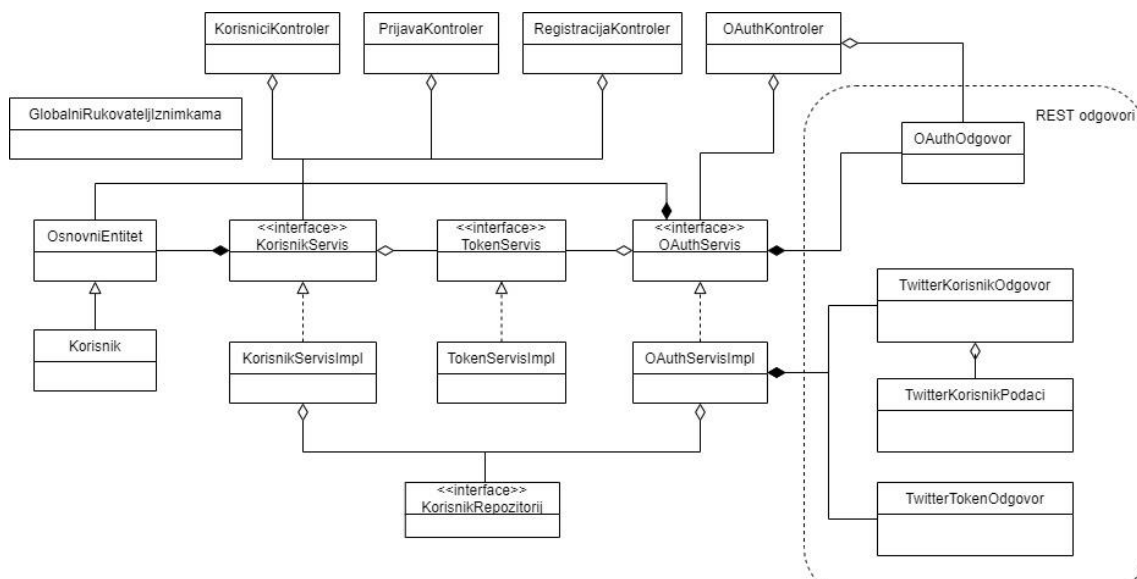 KorisniciKontroler
PrijavaKontroler
RegistracijaKontroler
OAuthKontroler
GlobalniRukovateljIznimkama
REST odgovori
OAuthOdgovor
OsnovniEntitet
<<interface>>
KorisnikServis
<<interface>>
TokenServis
<<interface>>
OAuthServis
TwitterKorisnikOdgovor
Korisnik
KorisnikServisImpl
TokenServisImpl
OAuthServisImpl
TwitterKorisnikPodaci
<<interface>>
KorisnikRepozitorij
TwitterTokenOdgovor